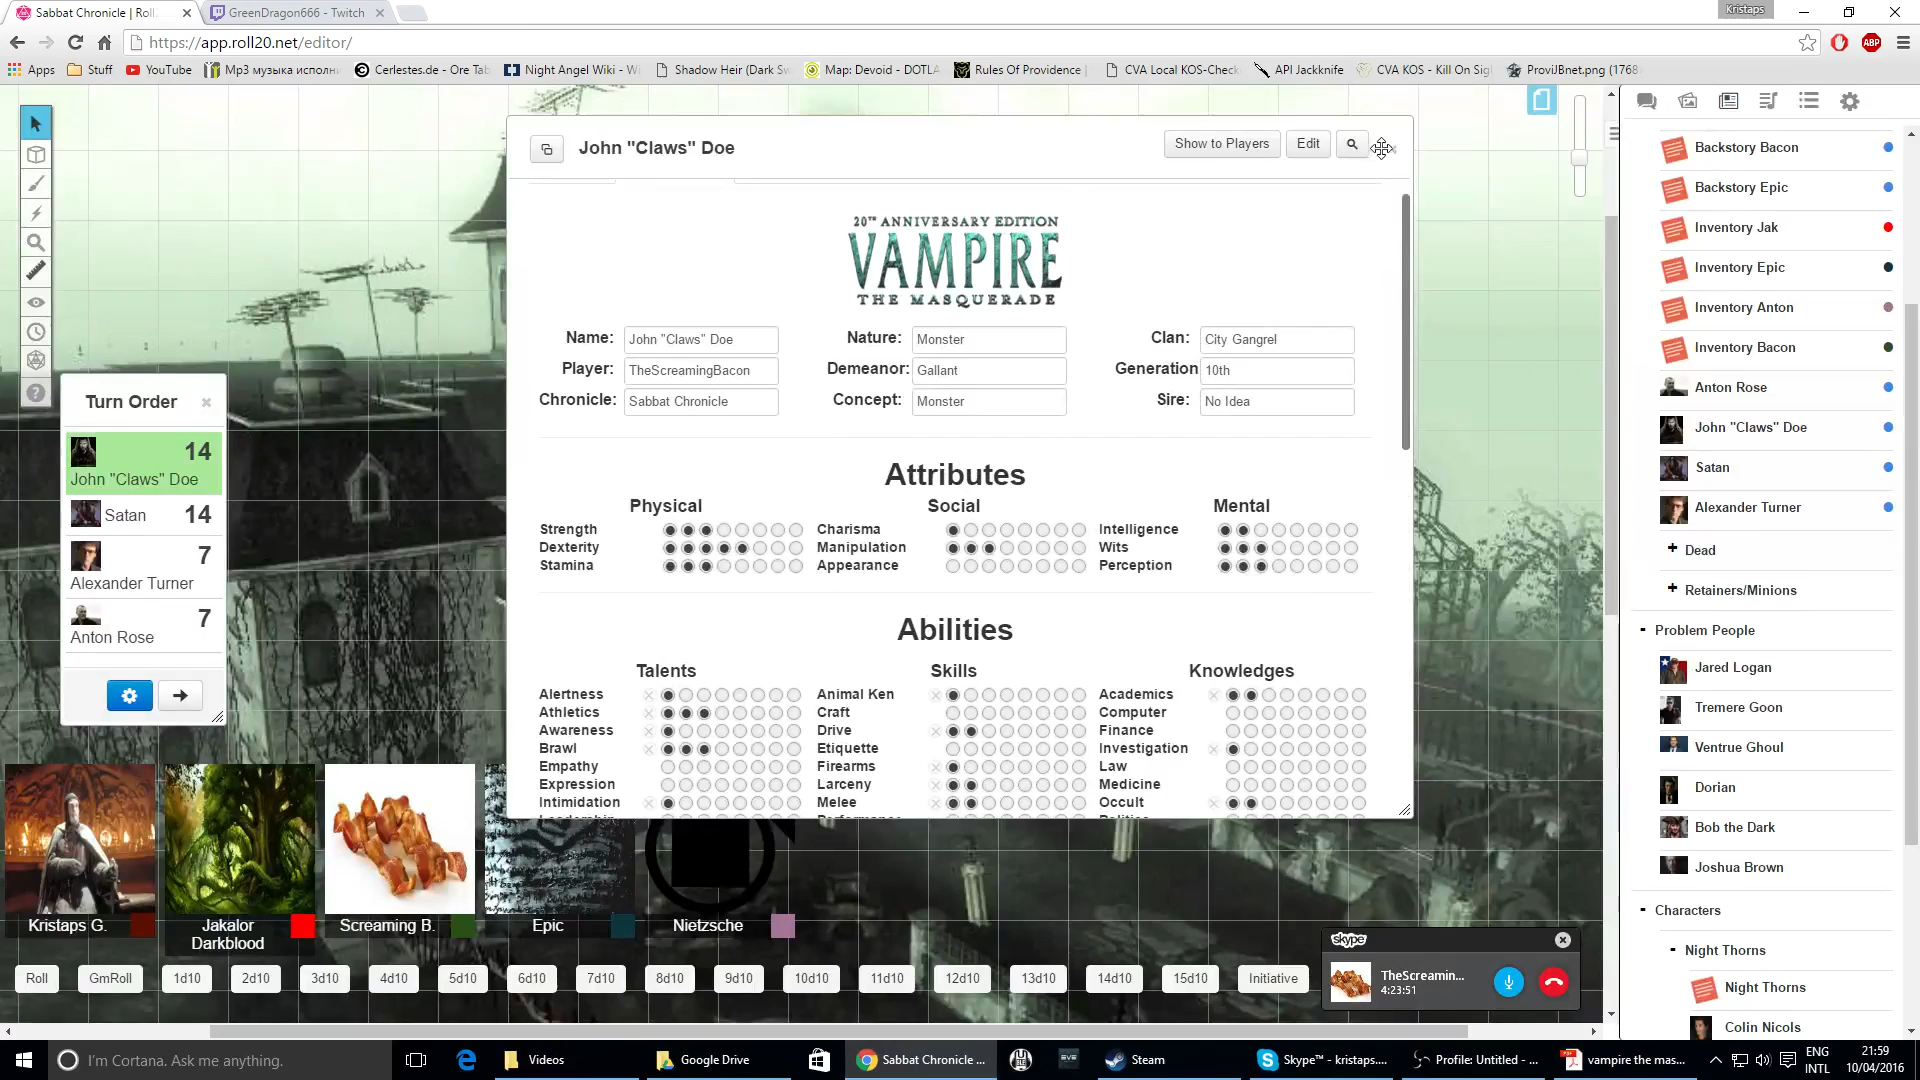 Sabbat Chronicle | Roll
GreenDragon666 - Twitch
Kristaps
https://app.roll20.net/editor/
Apps
Stuff
YouTube
Mp3 музыка исполни
Cerlestes.de - Ore Tab
Night Angel Wiki - Wi
Shadow Heir (Dark Sw
Map: Devoid - DOTLA
Rules Of Providence
CVA Local KOS-Check
API Jackknife
CVA KOS - Kill On Sig
ProviJBnet.png (1768
John "Claws" Doe
Show to Players
Edit
20TH ANNIVERSARY EDITION
VAMPIRE
THE MASQUERADE
Name: John "Claws" Doe
Nature: Monster
Clan: City Gangrel
Player: TheScreamingBacon
Demeanor: Gallant
Generation 10th
Chronicle: Sabbat Chronicle
Concept: Monster
Sire: No Idea
Attributes
Physical
Social
Mental
Strength
Charisma
Intelligence
Dexterity
Manipulation
Wits
Stamina
Appearance
Perception
Abilities
Talents
Skills
Knowledges
Alertness
Animal Ken
Academics
Athletics
Craft
Computer
Awareness
Drive
Finance
Brawl
Etiquette
Investigation
Empathy
Firearms
Law
Expression
Larceny
Medicine
Intimidation
Melee
Occult
Turn Order
14
John "Claws" Doe
Satan 14
7
Alexander Turner
7
Anton Rose
Backstory Bacon
Backstory Epic
Inventory Jak
Inventory Epic
Inventory Anton
Inventory Bacon
Anton Rose
John "Claws" Doe
Satan
Alexander Turner
Dead
Retainers/Minions
Problem People
Jared Logan
Tremere Goon
Ventrue Ghoul
Dorian
Bob the Dark
Joshua Brown
Characters
Night Thorns
Night Thorns
Colin Nicols
Kristaps G.
Jakalor
Darkblood
Screaming B.
Epic
Nietzsche
Roll
GmRoll
1d10
2d10
3d10
4d10
5d10
6d10
7d10
8d10
9d10
10d10
11d10
12d10
13d10
14d10
15d10
Initiative
skype
TheScreamin...
4:23:51
I'm Cortana. Ask me anything.
Videos
Google Drive
Sabbat Chronicle ...
EVE
Steam
Skype™ - kristaps....
Profile: Untitled - ...
vampire the mas...
ENG
INTL
21:59
10/04/2016